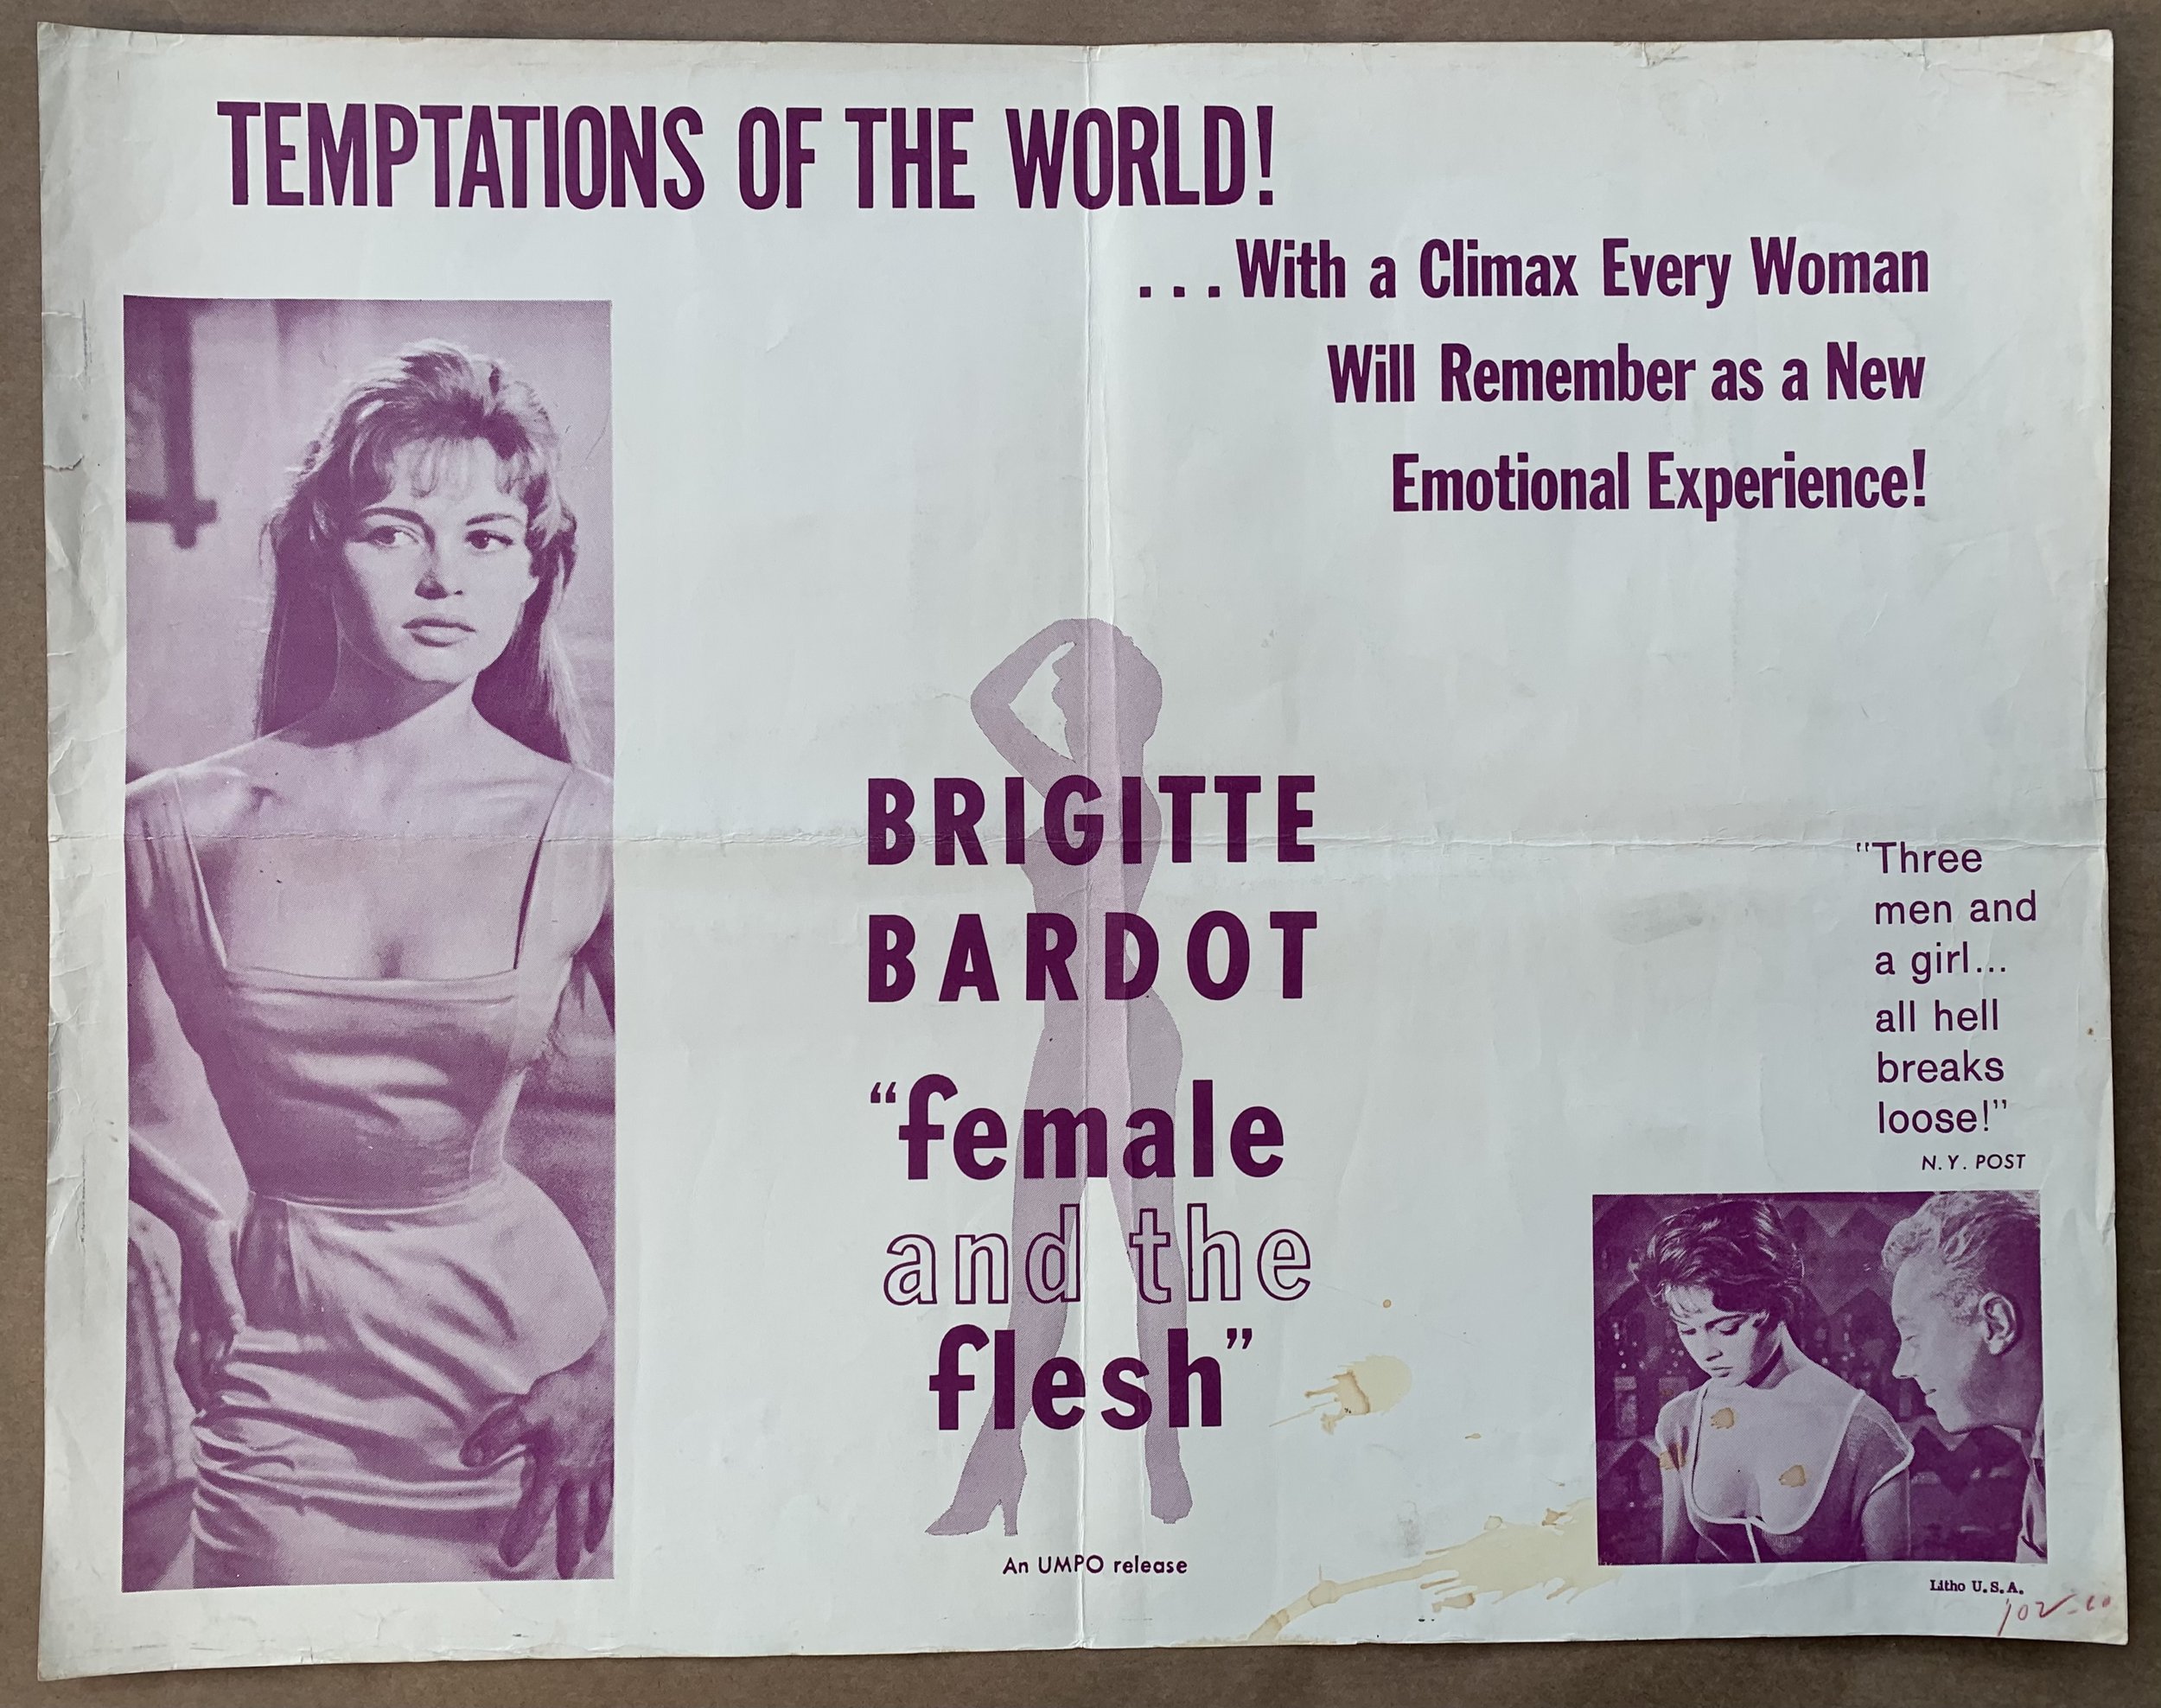 TEMPTATIONS OF THE WORLD!
...With a Climax Every Woman
Will Remember as a New
Emotional Experience!
BRIGITTE
BARDOT
"female
and the
flesh"
An UMPO release
"Three
men and
a girl...
all hell
breaks
loose!"
N.Y. POST
Litho U.S.A.